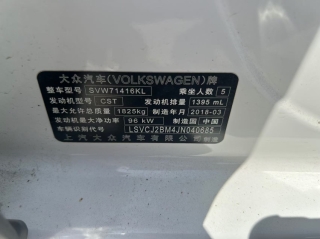 大众汽车(VOLKSWAGEN)牌
整车型号 SVW71416KL 乘坐人数 5
发动机型号 CST 发动机排量 1395 mL
最大允许总质量 1825kg 制造年月 2018-03
发动机最大净功率 96 kW 制造国 中国
车辆识别代号 LSVCJ2BM4JN040685
上汽大众汽车有限公司制造